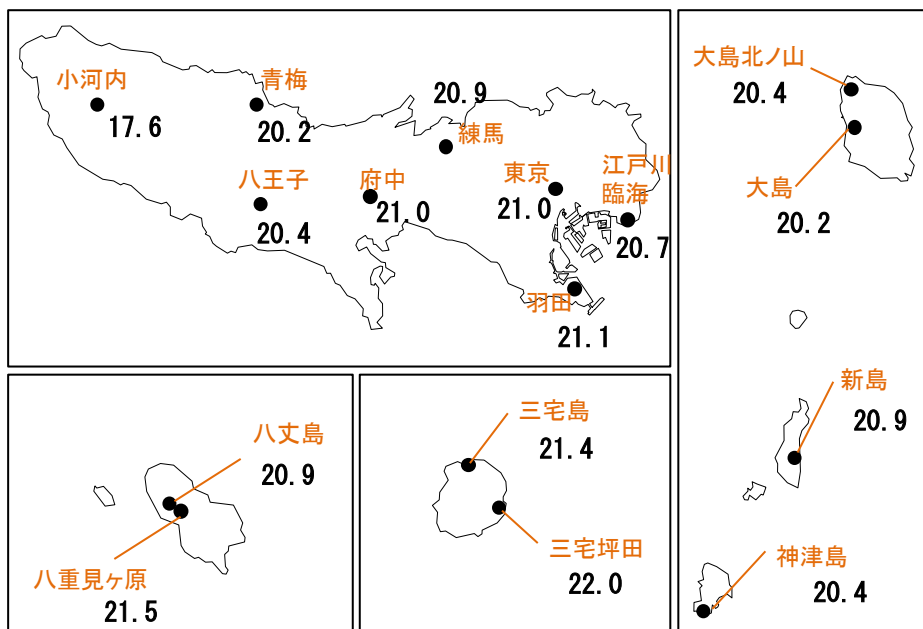 小河内
17.6
青梅
20.2
20.9
練馬
八王子
20.4
府中
21.0
東京
21.0
江戸川
臨海
20.7
羽田
21.1
大島北ノ山
20.4
大島
20.2
新島
20.9
神津島
20.4
八丈島
20.9
八重見ヶ原
21.5
三宅島
21.4
三宅坪田
22.0